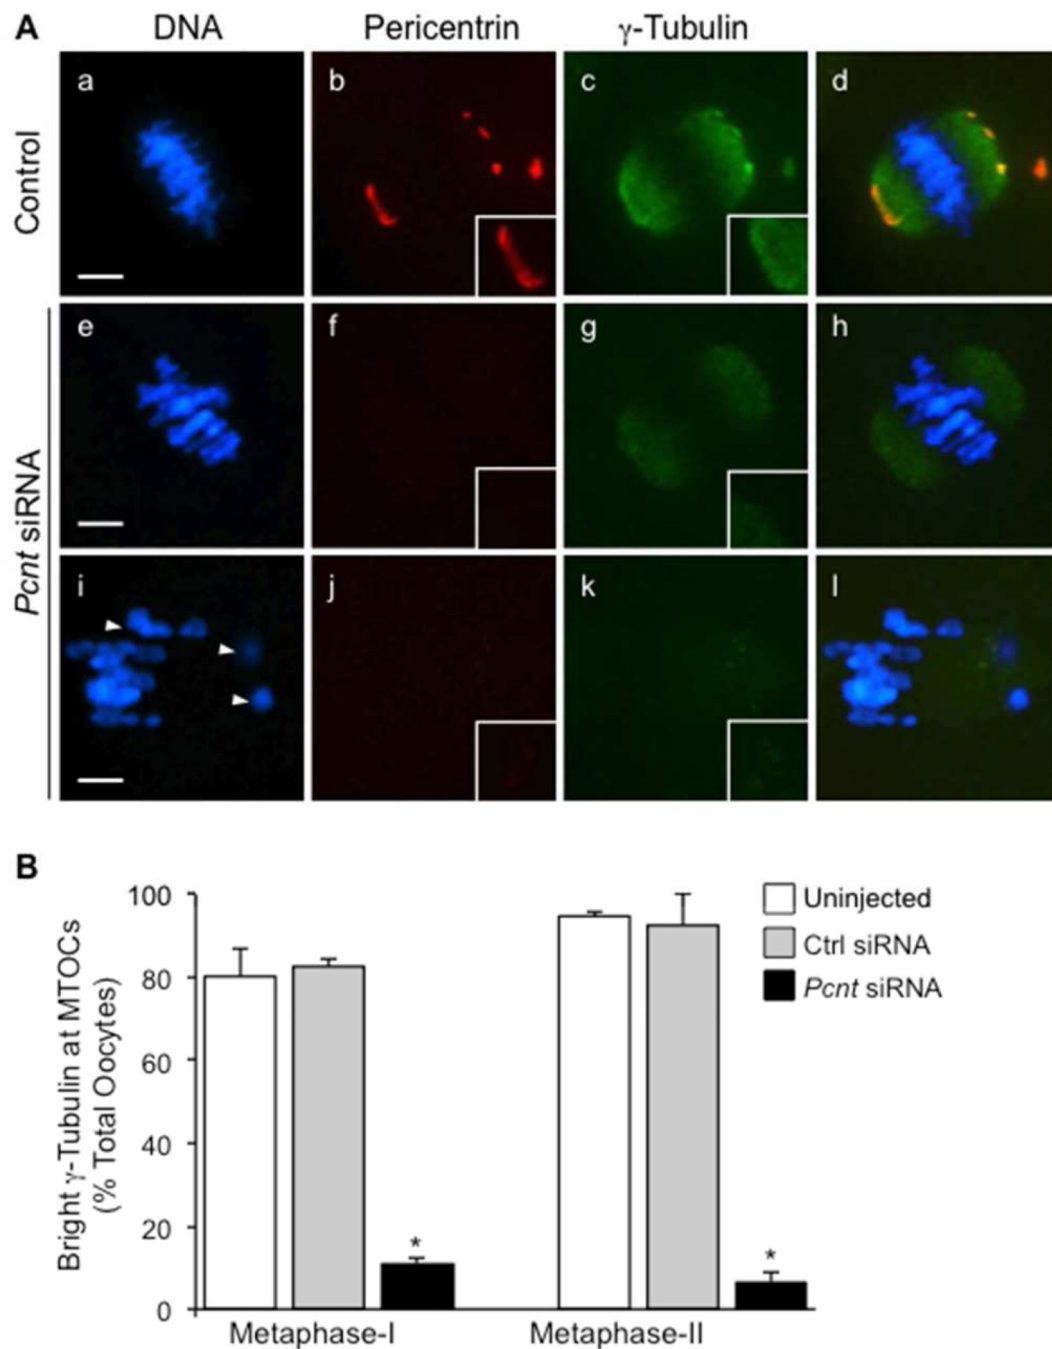 A
DNA Pericentrin γ-Tubulin
Control
a b c d
Pcnt siRNA
e f g h
i j k l
B
Bright γ-Tubulin at MTOCs
(% Total Oocytes)
100
80
60
40
20
0
* *
Metaphase-I Metaphase-II
Uninjected
Ctrl siRNA
Pcnt siRNA